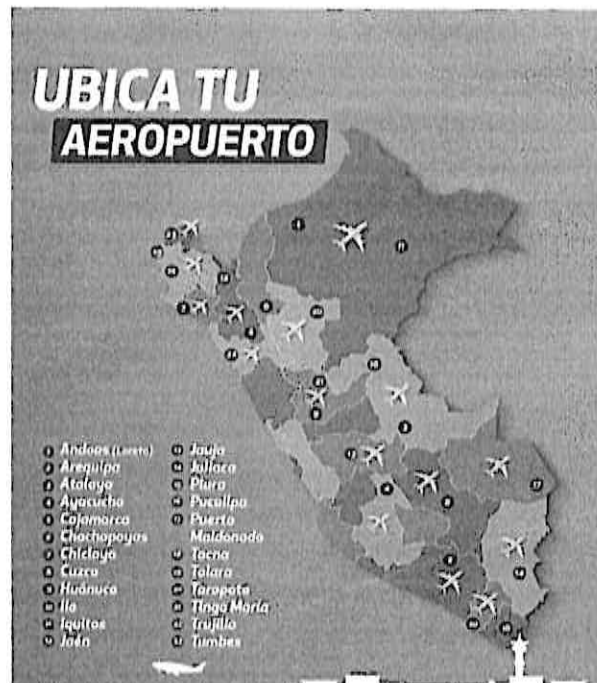 UBICA TU
AEROPUERTO
Andoas (Loreto)
Arequipa
Atalaya
Ayacucho
Cajamarca
Chachapoyas
Chiclayo
Cuzco
Huánuco
Ilo
Iquitos
Jaén
Jauja
Juliaca
Piura
Pucallpa
Puerto
Maldonado
Tacna
Talara
Tarapoto
Tingo María
Trujillo
Tumbes